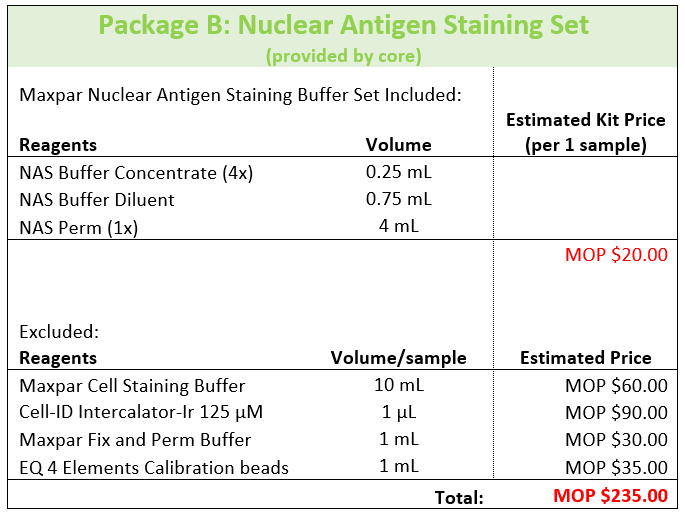 Package B: Nuclear Antigen Staining Set
(provided by core)
Maxpar Nuclear Antigen Staining Buffer Set Included:
Estimated Kit Price
Reagents Volume (per 1 sample)
NAS Buffer Concentrate (4x) 0.25 mL
NAS Buffer Diluent 0.75 mL
NAS Perm (1x) 4 mL
MOP $20.00
Excluded:
Reagents Volume/sample Estimated Price
Maxpar Cell Staining Buffer 10 mL MOP $60.00
Cell-ID Intercalator-Ir 125 µM 1 µL MOP $90.00
Maxpar Fix and Perm Buffer 1 mL MOP $30.00
EQ 4 Elements Calibration beads 1 mL MOP $35.00
Total: MOP $235.00